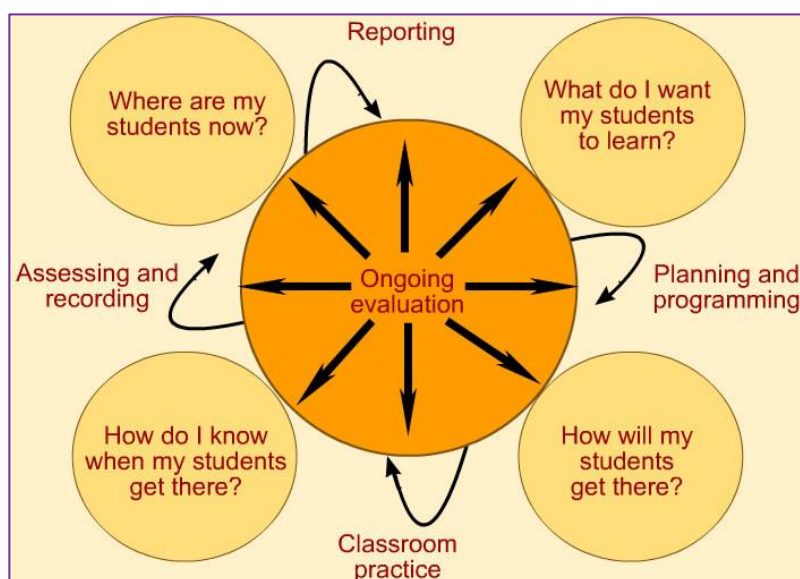 Reporting
Where are my
students now?
What do I want
my students
to learn?
Assessing and
recording
Ongoing
evaluation
Planning and
programming
How do I know
when my students
get there?
How will my
students
get there?
Classroom
practice